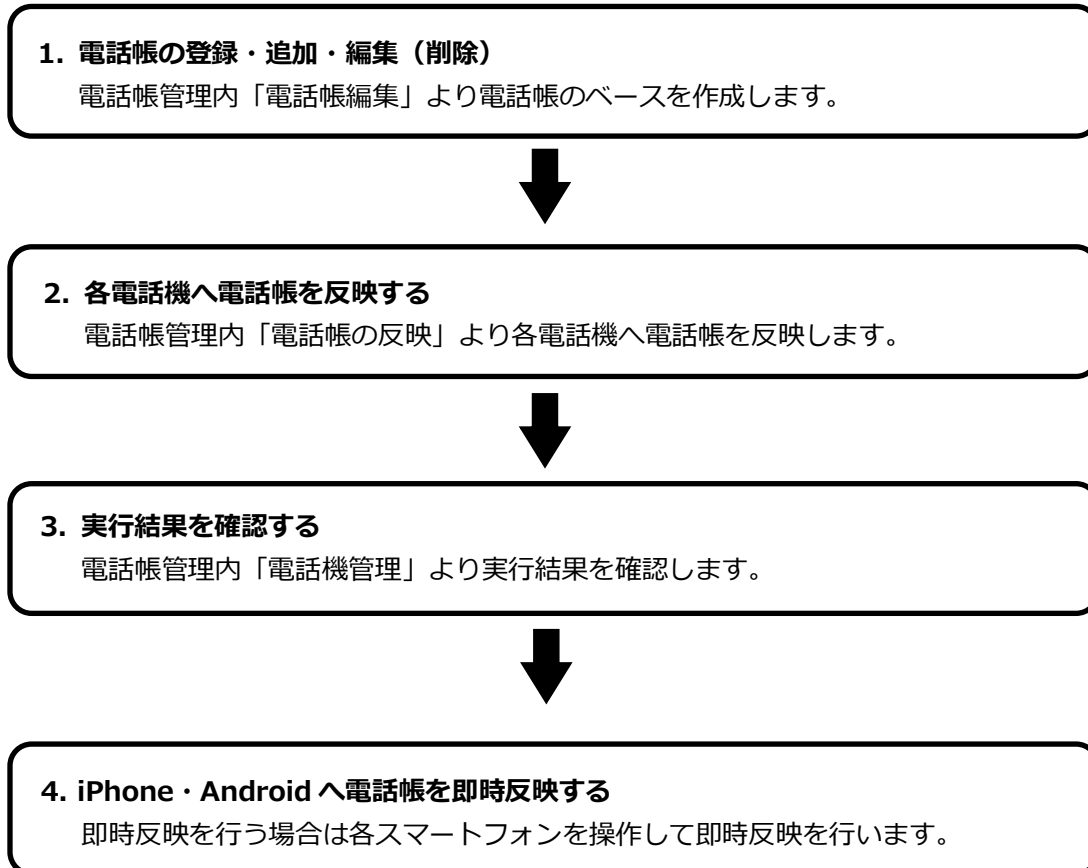 1. 電話帳の登録・追加・編集（削除）
電話帳管理内「電話帳編集」より電話帳のベースを作成します。
2. 各電話機へ電話帳を反映する
電話帳管理内「電話帳の反映」より各電話機へ電話帳を反映します。
3. 実行結果を確認する
電話帳管理内「電話機管理」より実行結果を確認します。
4. iPhone・Android へ電話帳を即時反映する
即時反映を行う場合は各スマートフォンを操作して即時反映を行います。